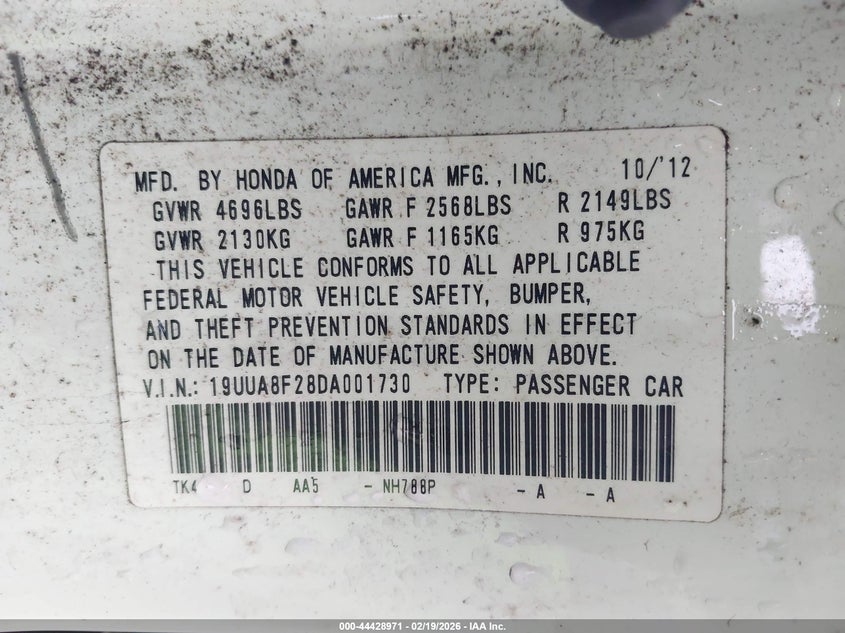 MFD. BY HONDA OF AMERICA MFG., INC. 10/'12
GVWR 4696LBS GAWR F 2568LBS R 2149LBS
GVWR 2130KG GAWR F 1165KG R 975KG
THIS VEHICLE CONFORMS TO ALL APPLICABLE
FEDERAL MOTOR VEHICLE SAFETY, BUMPER,
AND THEFT PREVENTION STANDARDS IN EFFECT
ON THE DATE OF MANUFACTURE SHOWN ABOVE.
V.I.N.: 19UUA8F28DA001730 TYPE: PASSENGER CAR
TK4 D AA5 - NH788P - A - A
000-44428971 | 02/19/2026 - IAA Inc.